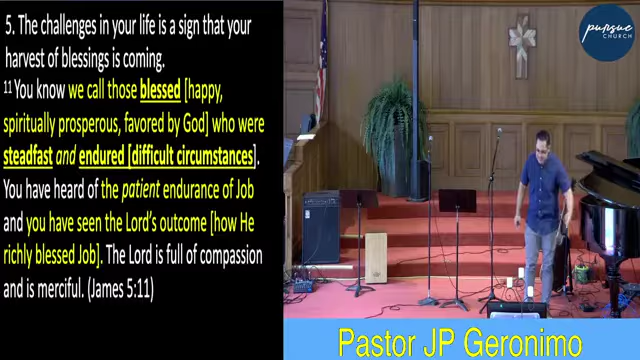 5. The challenges in your life is a sign that your
harvest of blessings is coming.
11 You know we call those blessed [happy,
spiritually prosperous, favored by God] who were
steadfast and endured [difficult circumstances].
You have heard of the patient endurance of Job
and you have seen the Lord's outcome [how He
richly blessed Job]. The Lord is full of compassion
and is merciful. (James 5:11)
pursue
CHURCH
Pastor JP Geronimo